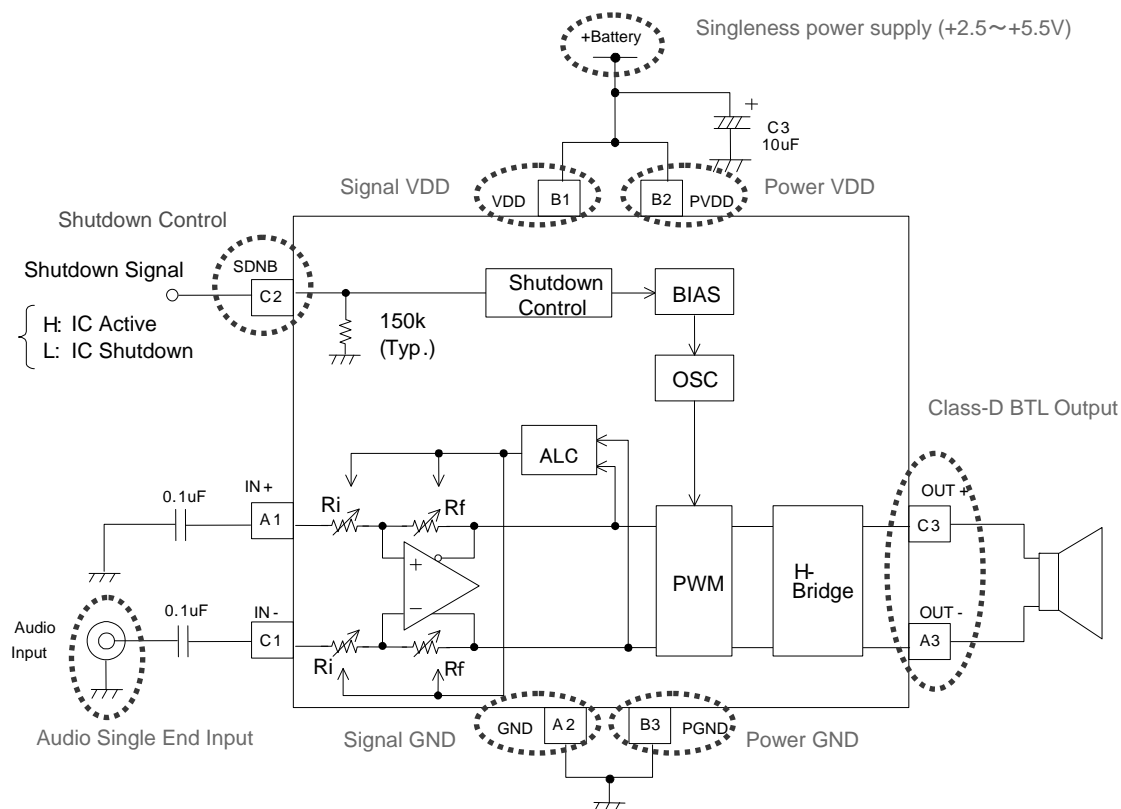 Singleness power supply (+2.5～+5.5V)
+Battery
+
C3
10uF
Signal VDD
VDD
B1
B2
PVDD
Power VDD
Shutdown Control
SDNB
Shutdown Signal
C2
H: IC Active
L: IC Shutdown
150k
(Typ.)
Shutdown
Control
BIAS
OSC
Class-D BTL Output
ALC
0.1uF
IN+
A1
Ri
Rf
+
−
PWM
H-
Bridge
OUT +
C3
OUT -
A3
Audio
Input
0.1uF
IN -
C1
Ri
Rf
Audio Single End Input
Signal GND
GND
A2
B3
PGND
Power GND